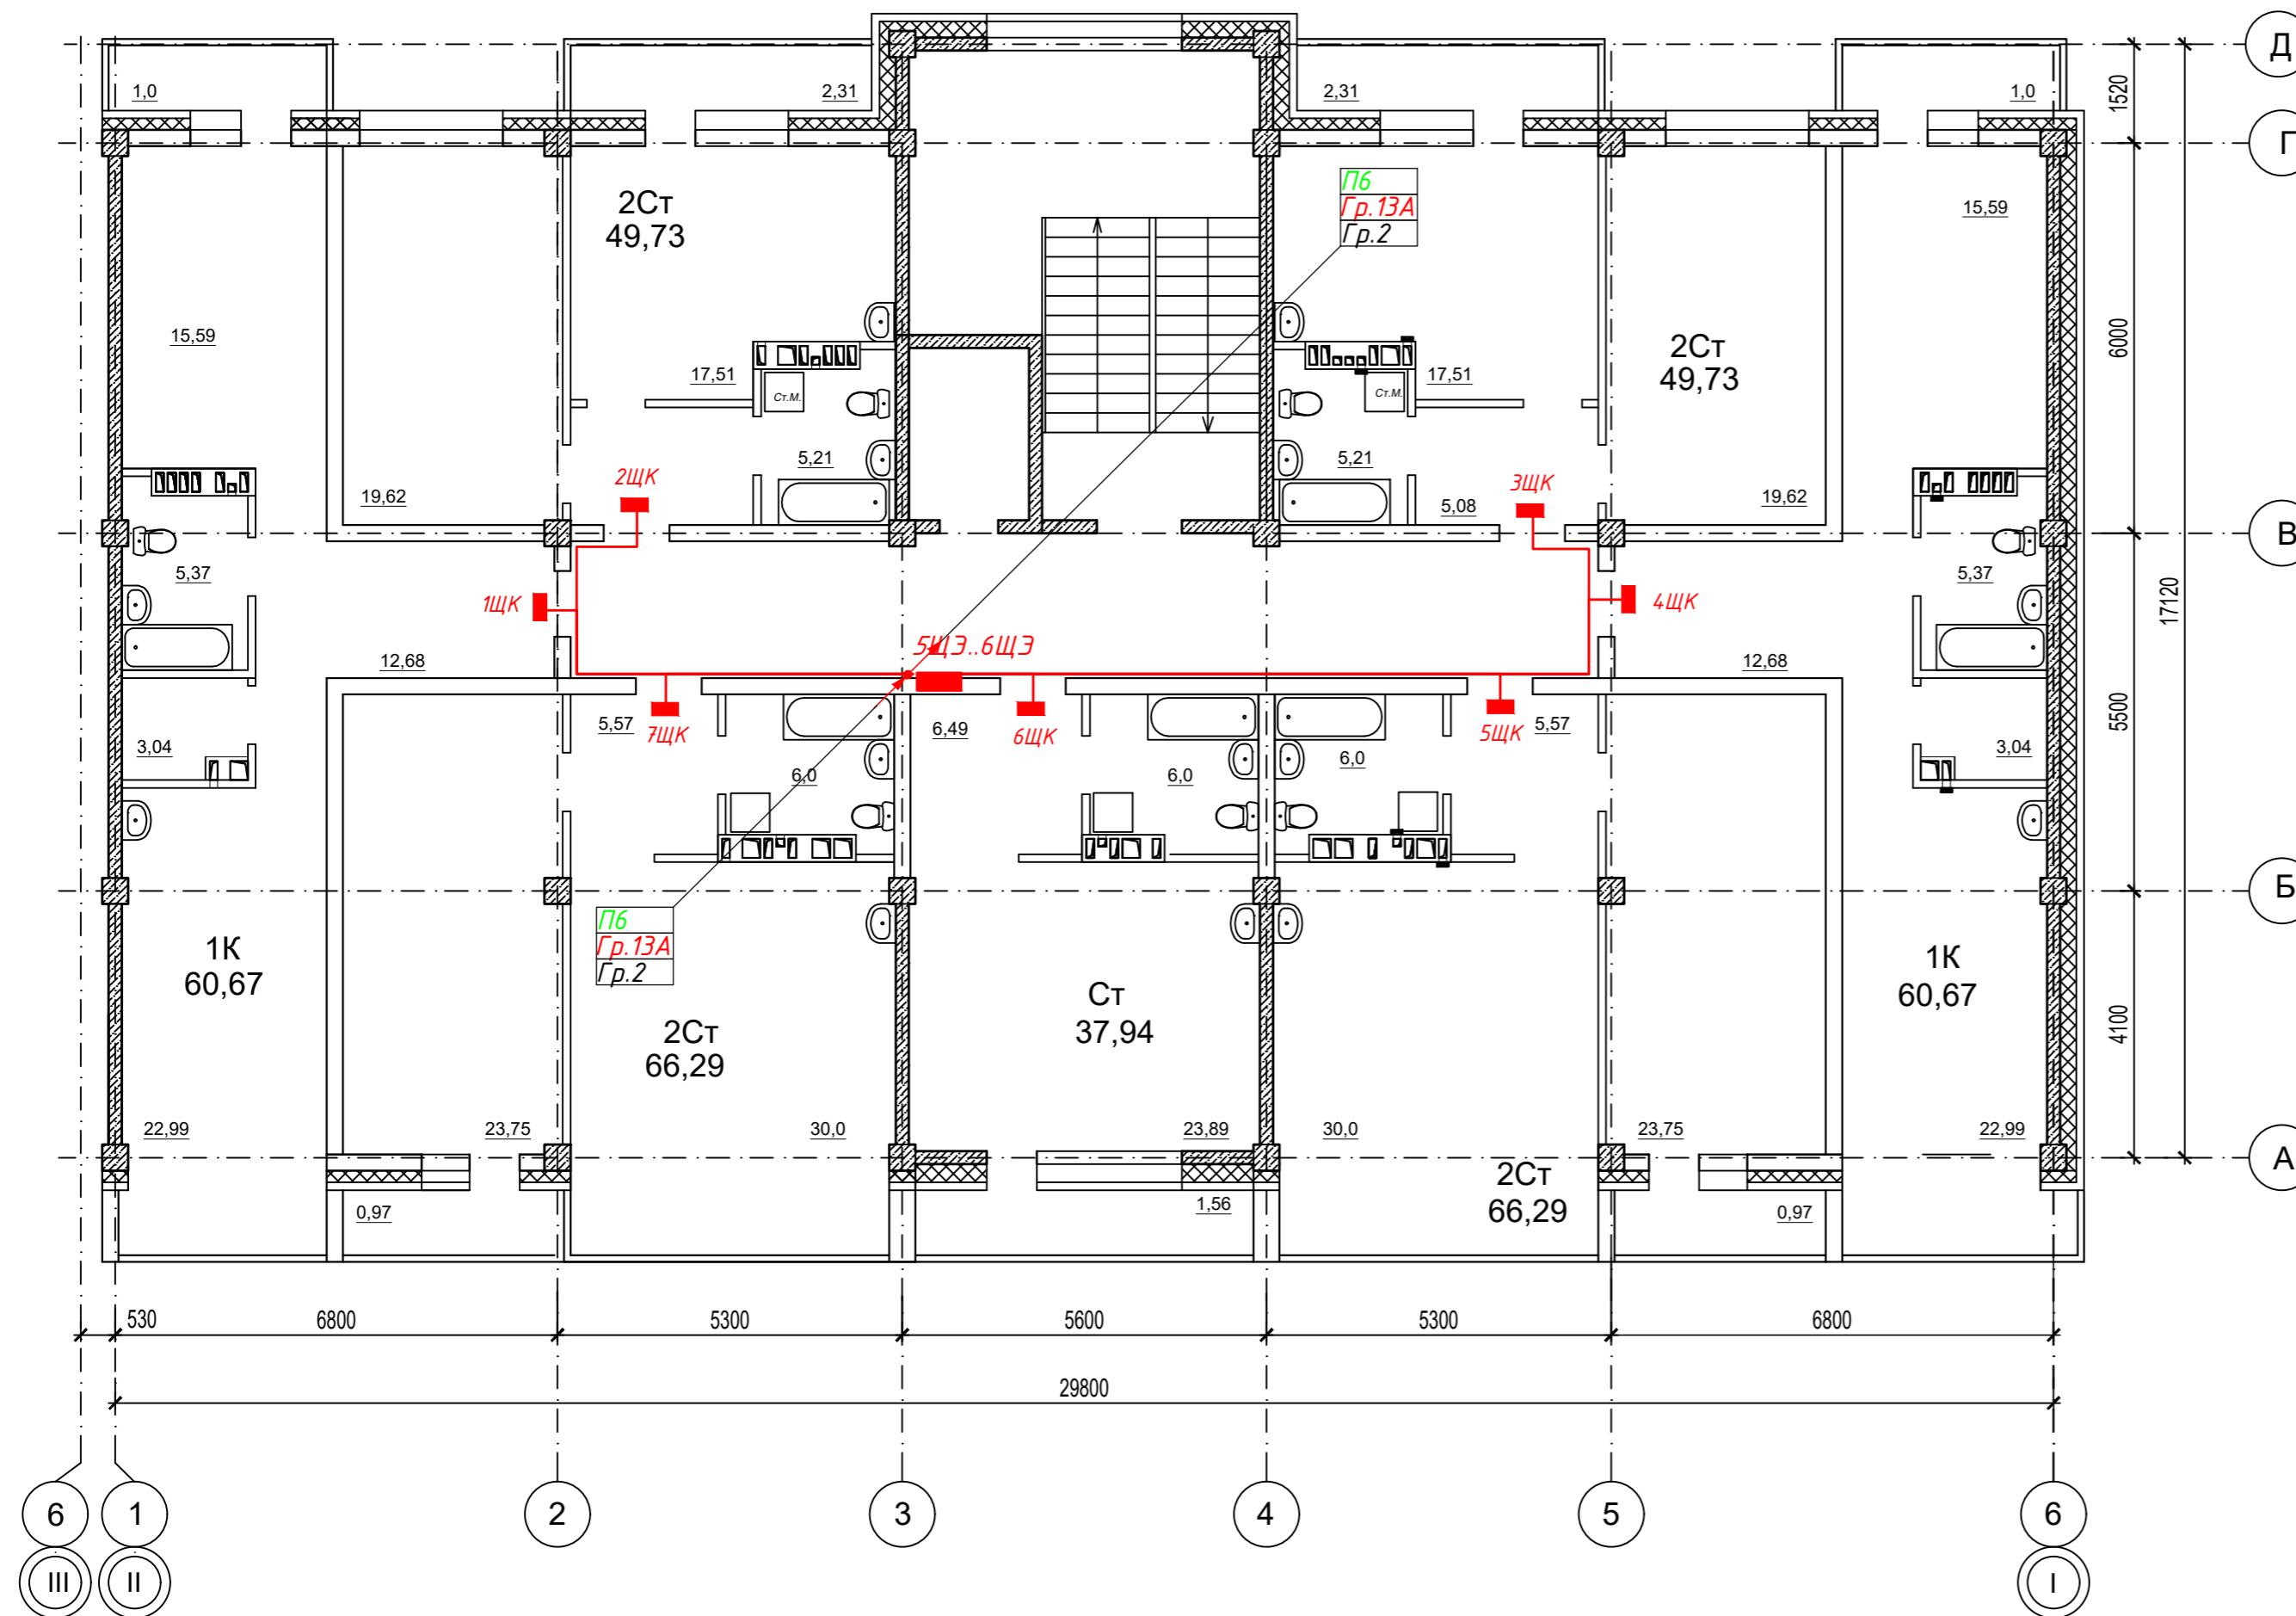 Д
1,0
2,31
2,31
1,0
1520
Г
П6
Гр.13А
Гр.2
2Ст
49,73
15,59
15,59
6000
2Ст
49,73
17,51
Ст.М.
17,51
Ст.М.
5,21
5,21
2ЩК
3ЩК
19,62
5,08
19,62
В
5,37
5,37
1ЩК
4ЩК
17120
5ЩЭ..6ЩЭ
12,68
12,68
5,57
7ЩК
6,49
6ЩК
5ЩК
5,57
5500
3,04
6,0
6,0
6,0
3,04
Б
П6
Гр.13А
Гр.2
1К
60,67
1К
60,67
Ст
37,94
2Ст
66,29
4100
22,99
23,75
30,0
23,89
30,0
23,75
22,99
А
2Ст
66,29
0,97
1,56
0,97
530
6800
5300
5600
5300
6800
29800
6
1
2
3
4
5
6
III
II
I